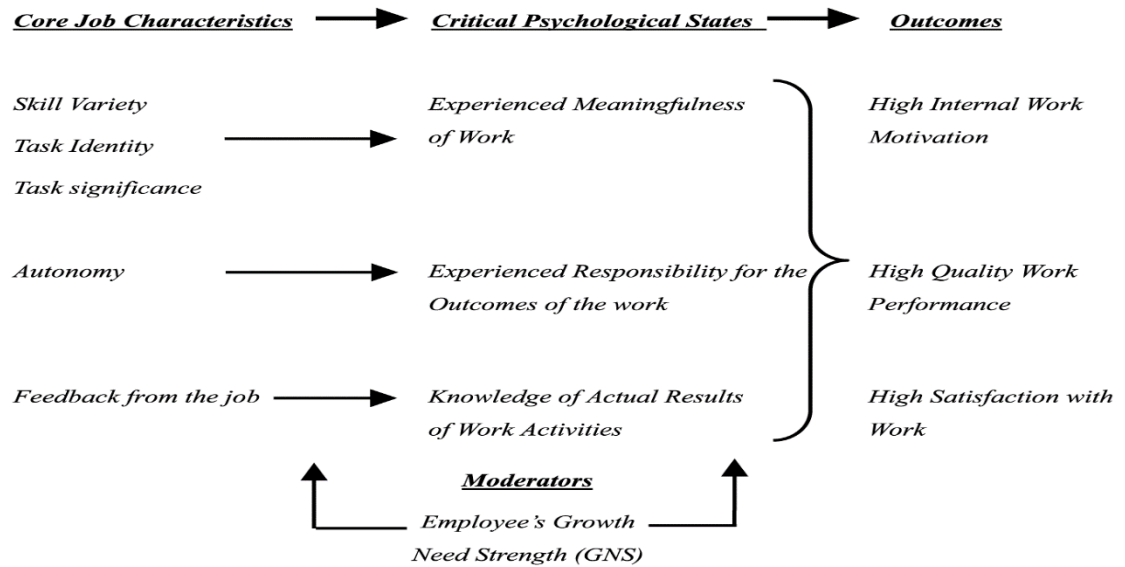 Core Job Characteristics
Critical Psychological States
Outcomes
Skill Variety
Task Identity
Task significance
Experienced Meaningfulness
of Work
High Internal Work
Motivation
Autonomy
Experienced Responsibility for the
Outcomes of the work
High Quality Work
Performance
Feedback from the job
Knowledge of Actual Results
of Work Activities
High Satisfaction with
Work
Moderators
Employee's Growth
Need Strength (GNS)